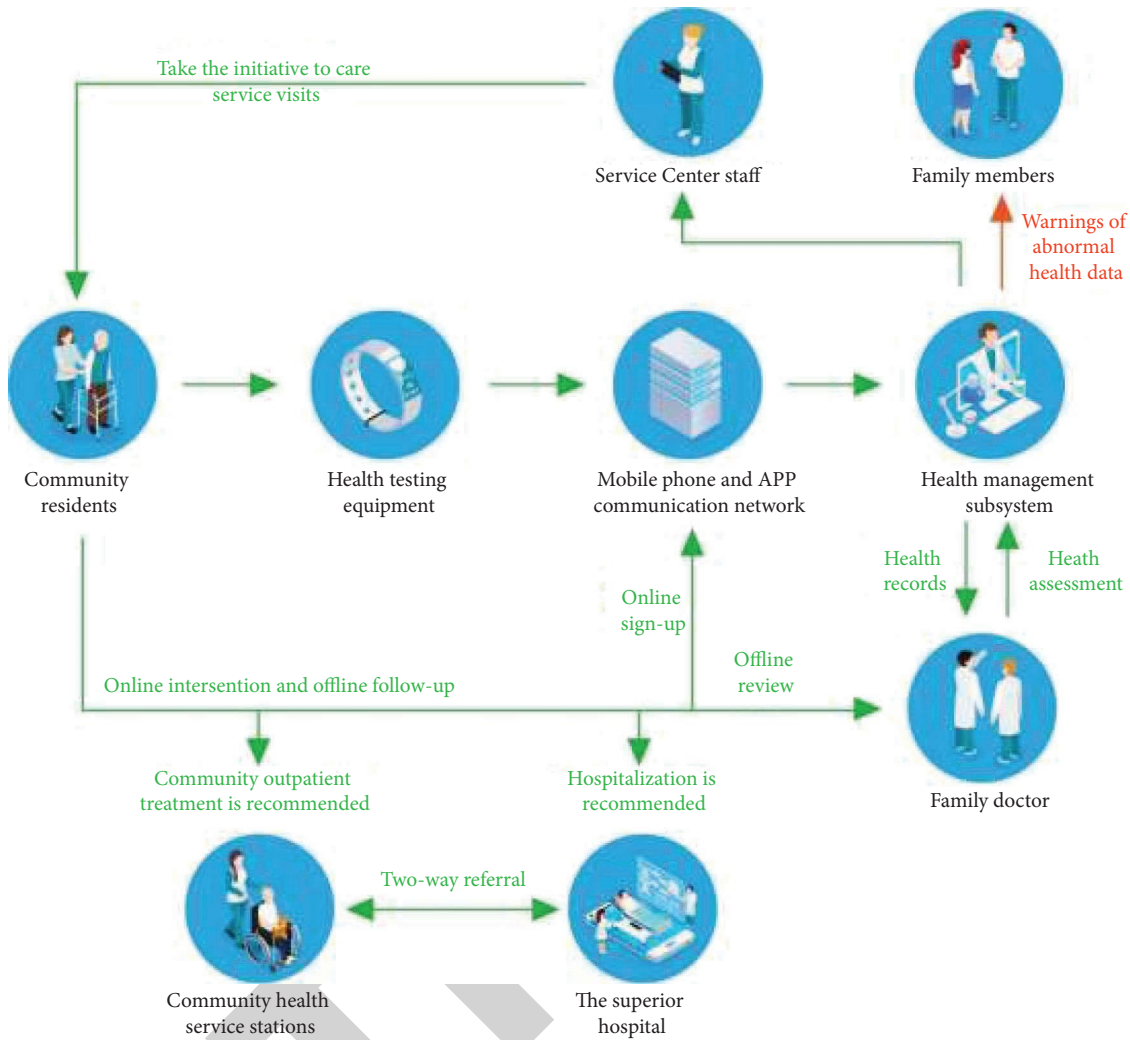 Take the initiative to care
service visits
Service Center staff
Family members
Warnings of
abnormal
health data
Community
residents
Health testing
equipment
Mobile phone and APP
communication network
Health management
subsystem
Health
records
Heath
assessment
Online
sign-up
Offline
review
Online intersention and offline follow-up
Community outpatient
treatment is recommended
Hospitalization is
recommended
Family doctor
Two-way referral
Community health
service stations
The superior
hospital